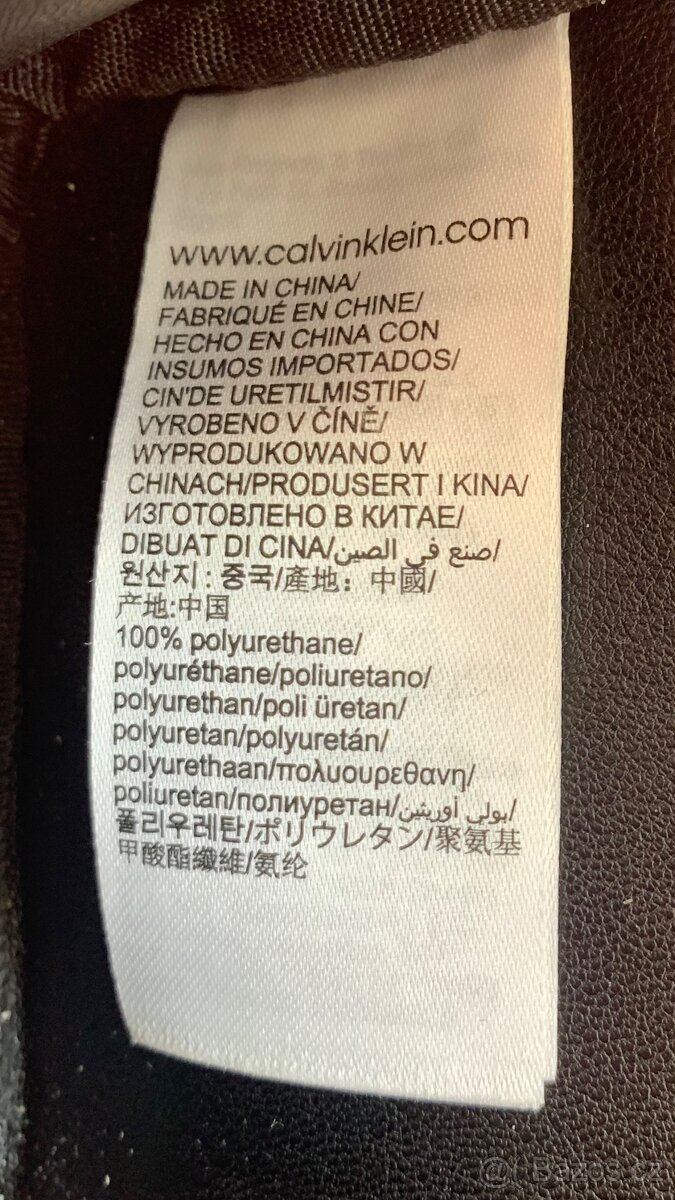 www.calvinklein.com
MADE IN CHINA/
FABRIQUÉ EN CHINE/
HECHO EN CHINA CON
INSUMOS IMPORTADOS/
CIN'DE URETILMISTIR/
VYROBENO V ČÍNĚ/
WYPRODUKOWANO W
CHINACH/PRODUSERT I KINA/
ИЗГОТОВЛЕНО В КИТАЕ/
DIBUAT DI CINA/صنع في الصين/
원산지 : 중국/產地：中國/
产地:中国
100% polyurethane/
polyuréthane/poliuretano/
polyurethan/poli üretan/
polyuretan/polyuretán/
polyurethaan/πολυουρεθανη/
poliuretan/полиуретан/بولي أوريثين/
폴리우레탄/ポリウレタン/聚氨基
甲酸酯纖維/氨纶
Bazos.cz